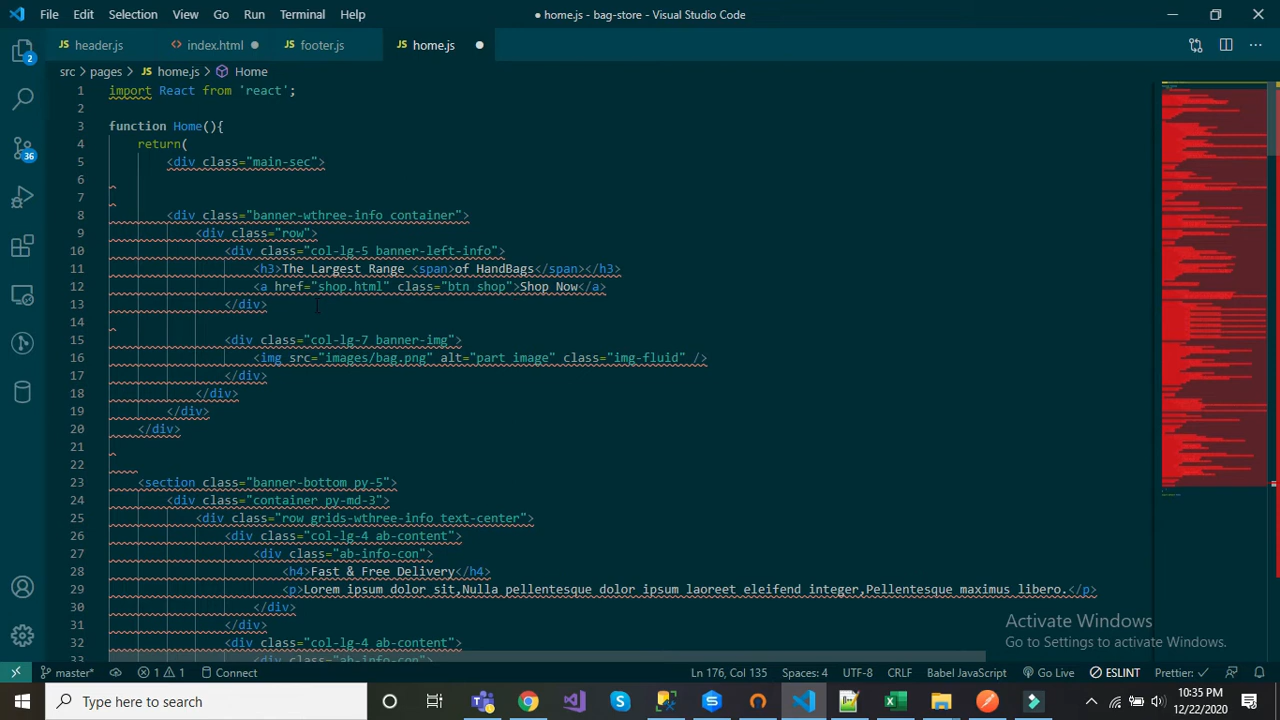 File Edit Selection View Go Run Terminal Help
● home.js - bag-store - Visual Studio Code
header.js index.html footer.js JS home.js
src pages JS home.js Home
1 import React from 'react';
2
3 function Home(){
4 return(
5 <div class="main-sec">
6
7
8 <div class="banner-wthree-info container">
9 <div class="row">
10 <div class="col-lg-5 banner-left-info">
11 <h3>The Largest Range <span>of HandBags</span></h3>
12 <a href="shop.html" class="btn shop">Shop Now</a>
13 </div>
14
15 <div class="col-lg-7 banner-img">
16 <img src="images/bag.png" alt="part image" class="img-fluid" />
17 </div>
18 </div>
19 </div>
20 </div>
21
22
23 <section class="banner-bottom py-5">
24 <div class="container py-md-3">
25 <div class="row grids-wthree-info text-center">
26 <div class="col-lg-4 ab-content">
27 <div class="ab-info-con">
28 <h4>Fast & Free Delivery</h4>
29 <p>Lorem ipsum dolor sit,Nulla pellentesque dolor ipsum laoreet eleifend integer,Pellentesque maximus libero.</p>
30 </div>
31 </div>
32 <div class="col-lg-4 ab-content">
33 <div class="ab-info-con">
2
36
Activate Windows
Go to Settings to activate Windows.
master* 1 1 Connect Ln 176, Col 135 Spaces: 4 UTF-8 CRLF Babel JavaScript Go Live ESLINT Prettier: ✓
Type here to search
10:35 PM
12/22/2020